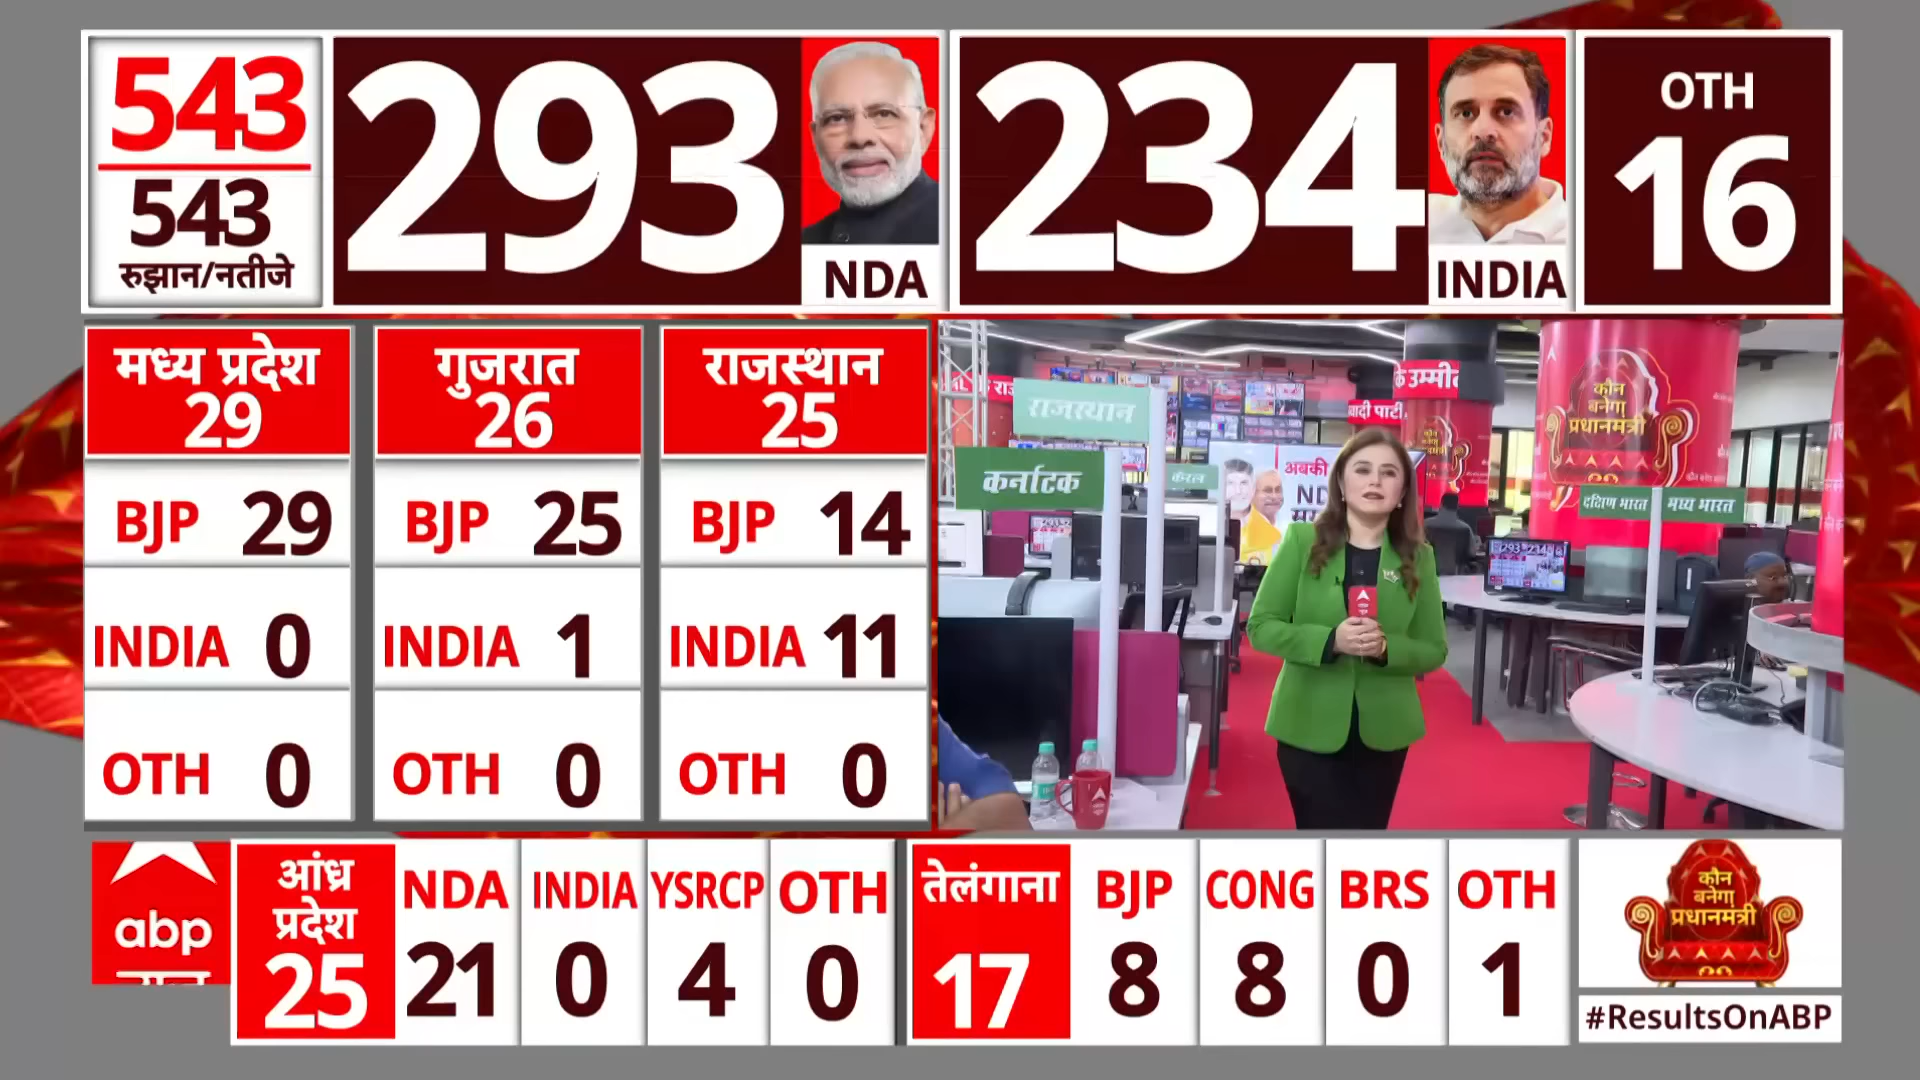 543
543
रुझान/नतीजे
293
NDA
234
INDIA
OTH
16
मध्य प्रदेश
29
BJP 29
INDIA 0
OTH 0
गुजरात
26
BJP 25
INDIA 1
OTH 0
राजस्थान
25
BJP 14
INDIA 11
OTH 0
राजस्थान
कर्नाटक
केरल
अबकी
के उम्मीद
कौन
बनेगा
प्रधानमंत्री
दक्षिण भारत
मध्य भारत
293 234
abp
आंध्र
प्रदेश
25
NDA
21
INDIA
0
YSRCP
4
OTH
0
तेलंगाना
17
BJP
8
CONG
8
BRS
0
OTH
1
कौन
बनेगा
प्रधानमंत्री
#ResultsOnABP